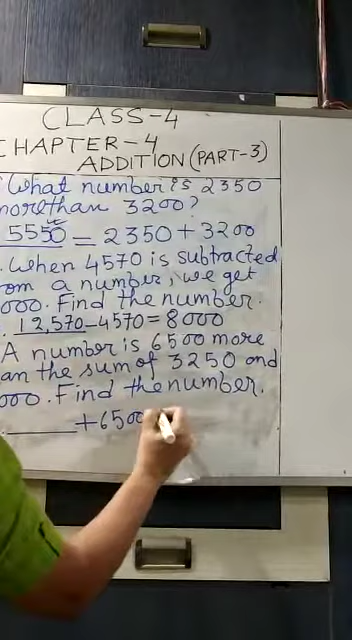 CLASS-4
CHAPTER-4
ADDITION (PART-3)
What number is 2350
more than 3200?
5550 = 2350 + 3200
. When 4570 is subtracted
om a number, we get
000. Find the number.
12,570 - 4570 = 8000
A number is 6500 more
an the sum of 3250 and
000. Find the number.
+6500